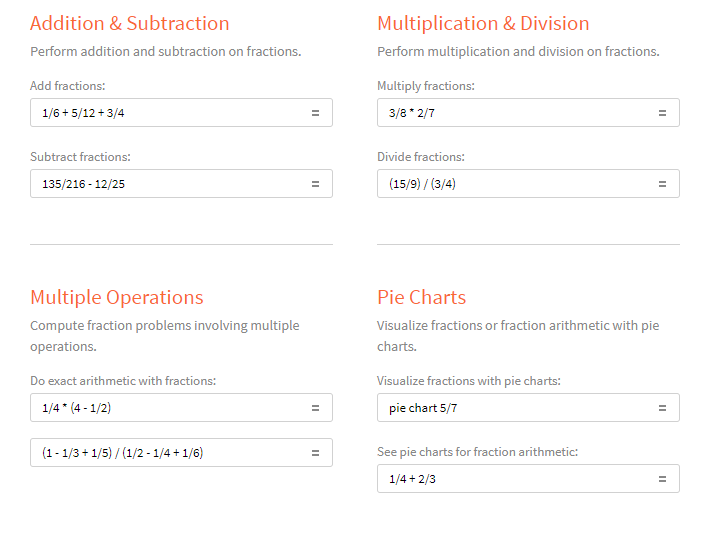 Addition & Subtraction
Perform addition and subtraction on fractions.
Add fractions:
1/6 + 5/12 + 3/4 =
Subtract fractions:
135/216 - 12/25 =
Multiplication & Division
Perform multiplication and division on fractions.
Multiply fractions:
3/8 * 2/7 =
Divide fractions:
(15/9) / (3/4) =
Multiple Operations
Compute fraction problems involving multiple
operations.
Do exact arithmetic with fractions:
1/4 * (4 - 1/2) =
(1 - 1/3 + 1/5) / (1/2 - 1/4 + 1/6) =
Pie Charts
Visualize fractions or fraction arithmetic with pie
charts.
Visualize fractions with pie charts:
pie chart 5/7 =
See pie charts for fraction arithmetic:
1/4 + 2/3 =